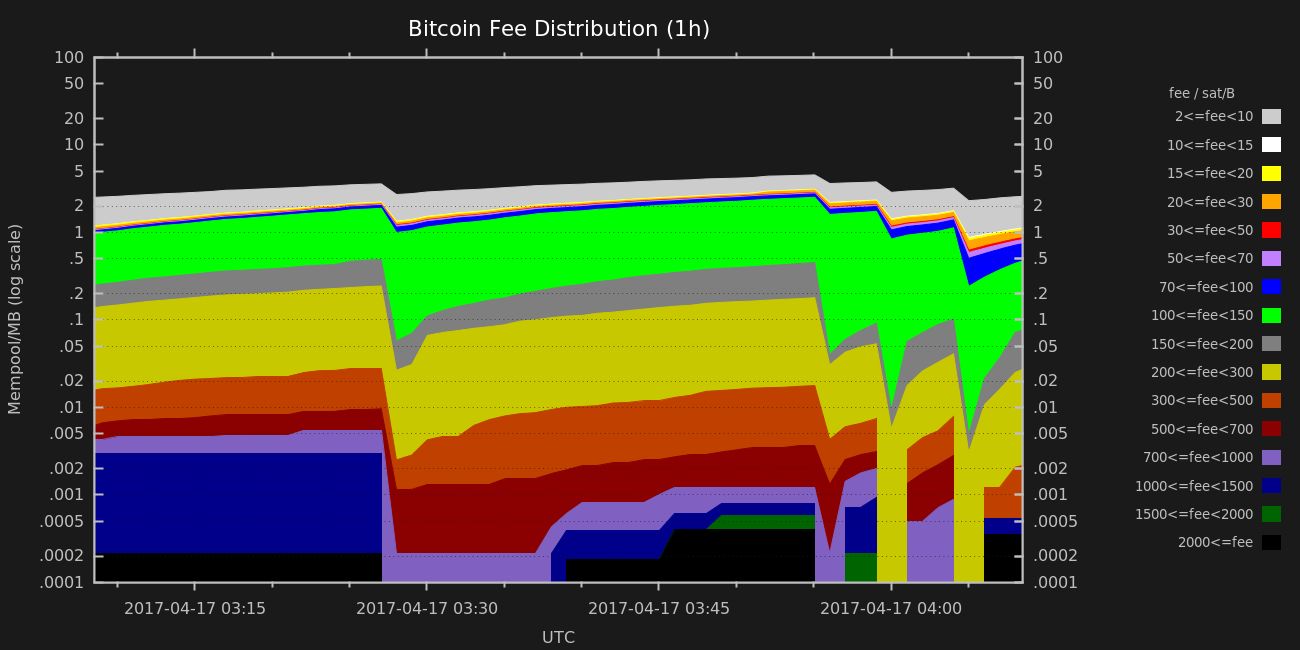 Bitcoin Fee Distribution (1h)
100
50
20
10
5
2
1
.5
.2
.1
.05
.02
.01
.005
.002
.001
.0005
.0002
.0001
Mempool/MB (log scale)
100
50
20
10
5
2
1
.5
.2
.1
.05
.02
.01
.005
.002
.001
.0005
.0002
.0001
2017-04-17 03:15
2017-04-17 03:30
2017-04-17 03:45
2017-04-17 04:00
UTC
fee / sat/B
2<=fee<10
10<=fee<15
15<=fee<20
20<=fee<30
30<=fee<50
50<=fee<70
70<=fee<100
100<=fee<150
150<=fee<200
200<=fee<300
300<=fee<500
500<=fee<700
700<=fee<1000
1000<=fee<1500
1500<=fee<2000
2000<=fee